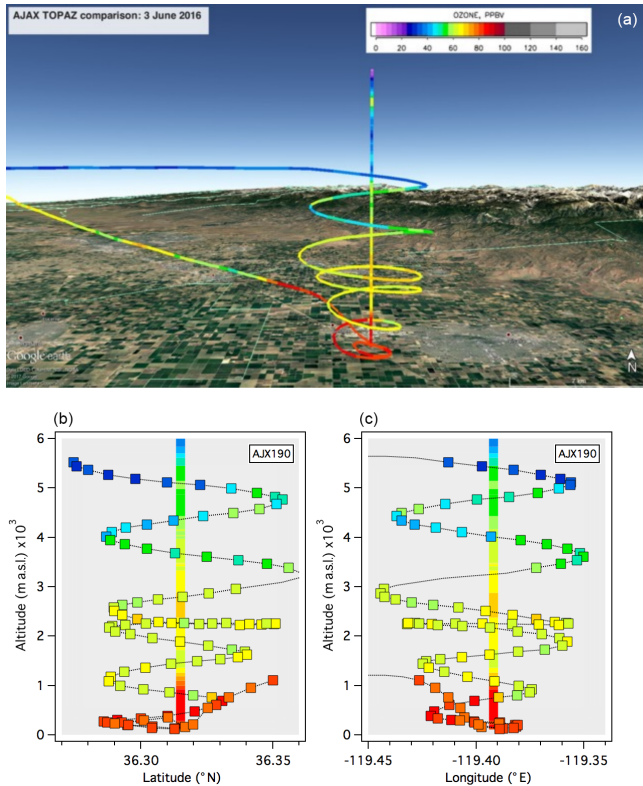 AJAX TOPAZ comparison: 3 June 2016
OZONE, PPBV
(a)
0 20 40 60 80 100 120 140 160
Google earth
N
(b)
(c)
AJX190
AJX190
6
5
4
3
2
1
0
Altitude (m a.s.l.) x10³
36.30 36.35
Latitude (°N)
6
5
4
3
2
1
0
Altitude (m a.s.l.) x10³
-119.45 -119.40 -119.35
Longitude (°E)